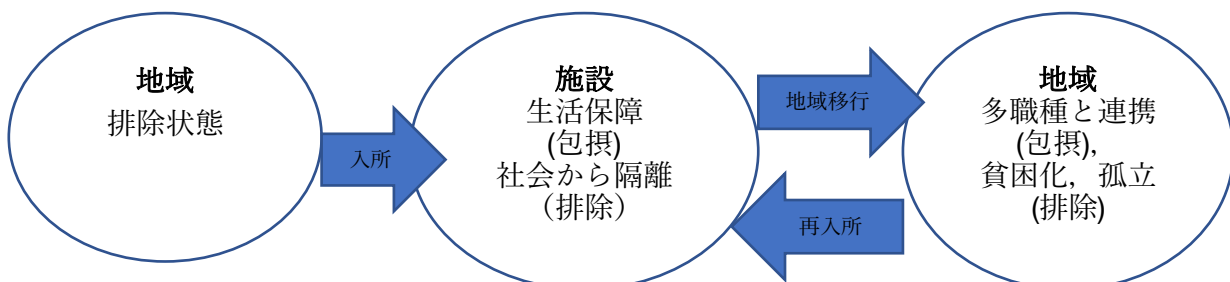 地域
排除状態
入所
施設
生活保障
(包摂)
社会から隔離
（排除）
地域移行
再入所
地域
多職種と連携
(包摂),
貧困化，孤立
(排除)